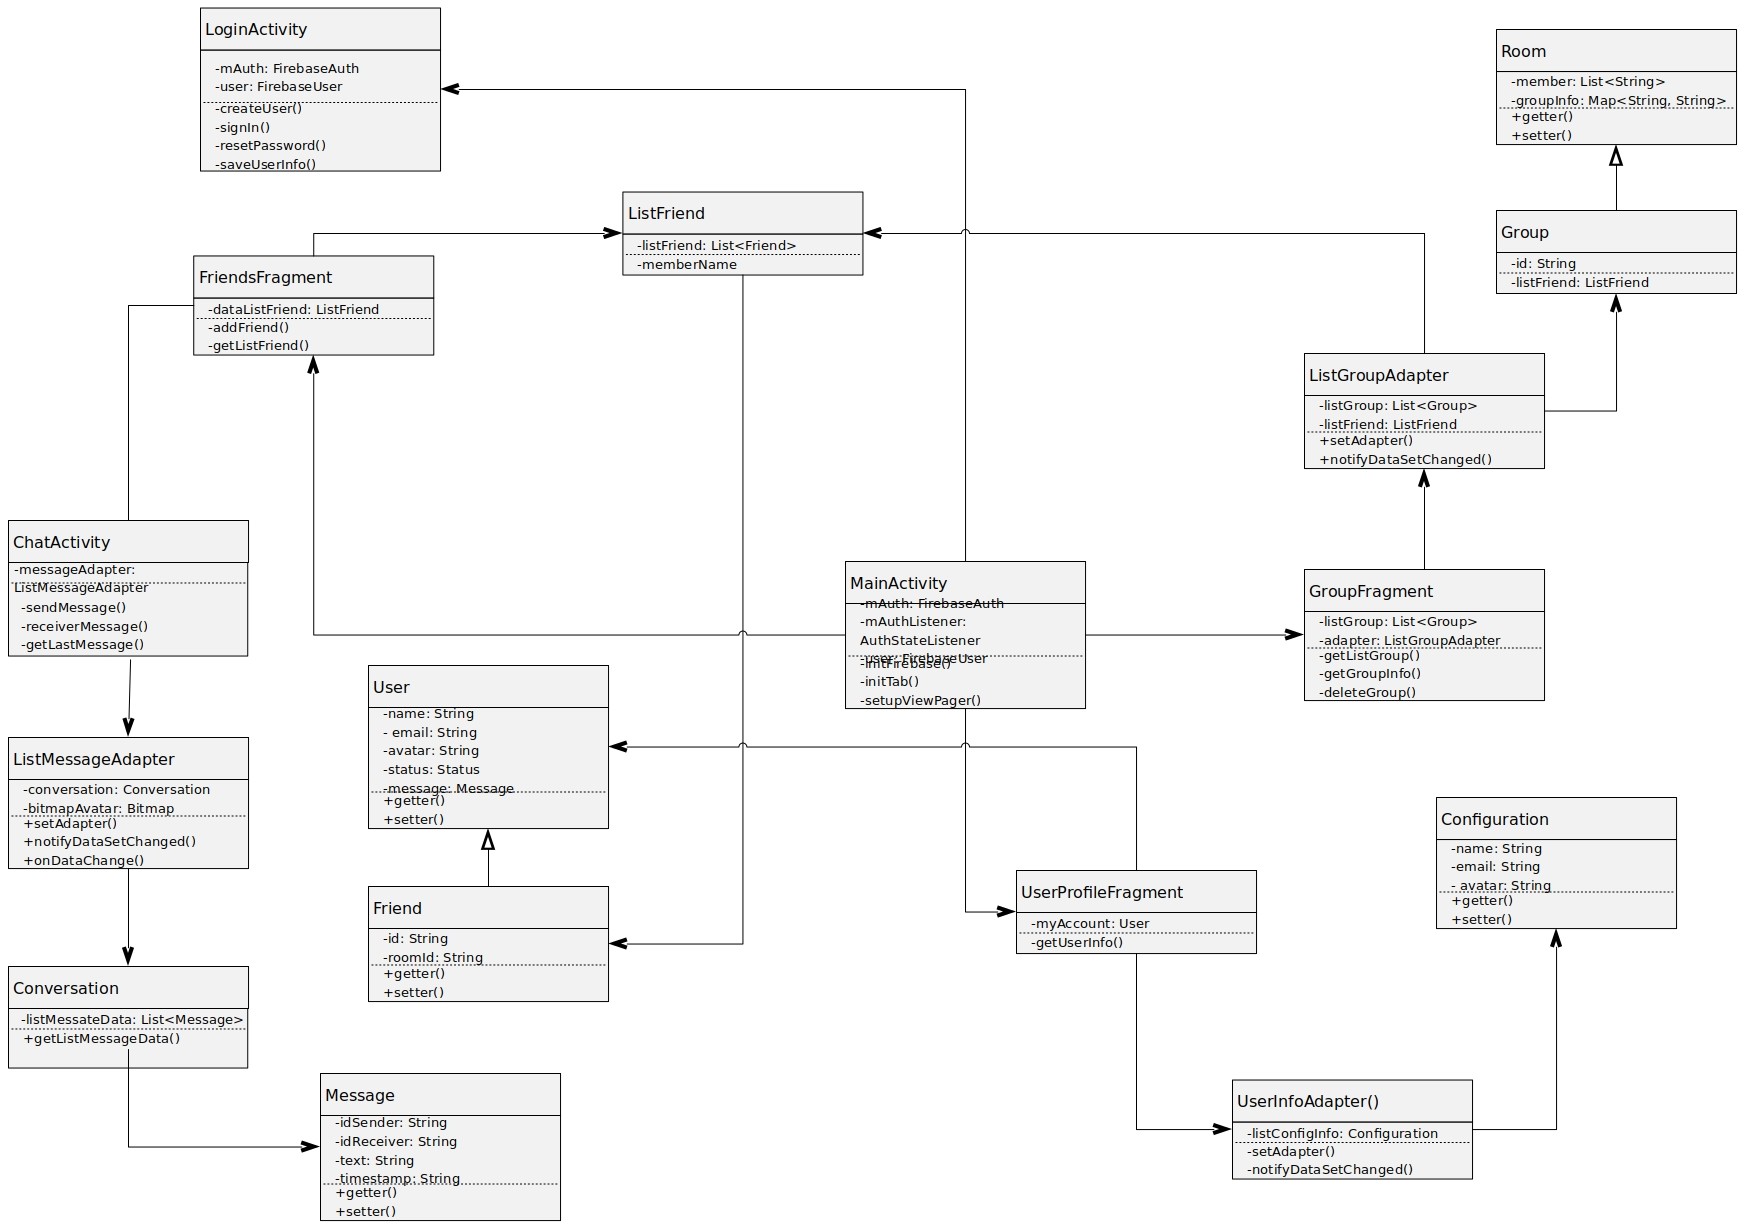 LoginActivity
-mAuth: FirebaseAuth
-user: FirebaseUser
-createUser()
-signIn()
-resetPassword()
-saveUserInfo()
Room
-member: List<String>
-groupInfo: Map<String, String>
+getter()
+setter()
ListFriend
-listFriend: List<Friend>
-memberName
Group
-id: String
-listFriend: ListFriend
FriendsFragment
-dataListFriend: ListFriend
-addFriend()
-getListFriend()
ListGroupAdapter
-listGroup: List<Group>
-listFriend: ListFriend
+setAdapter()
+notifyDataSetChanged()
ChatActivity
-messageAdapter:
ListMessageAdapter
-sendMessage()
-receiverMessage()
-getLastMessage()
MainActivity
-mAuth: FirebaseAuth
-mAuthListener:
AuthStateListener
-user: FirebaseUser
-initFirebase()
-initTab()
-setupViewPager()
GroupFragment
-listGroup: List<Group>
-adapter: ListGroupAdapter
-getListGroup()
-getGroupInfo()
-deleteGroup()
User
-name: String
- email: String
-avatar: String
-status: Status
-message: Message
+getter()
+setter()
ListMessageAdapter
-conversation: Conversation
-bitmapAvatar: Bitmap
+setAdapter()
+notifyDataSetChanged()
+onDataChange()
Configuration
-name: String
-email: String
- avatar: String
+getter()
+setter()
Friend
-id: String
-roomId: String
+getter()
+setter()
UserProfileFragment
-myAccount: User
-getUserInfo()
Conversation
-listMessateData: List<Message>
+getListMessageData()
Message
-idSender: String
-idReceiver: String
-text: String
-timestamp: String
+getter()
+setter()
UserInfoAdapter()
-listConfigInfo: Configuration
-setAdapter()
-notifyDataSetChanged()